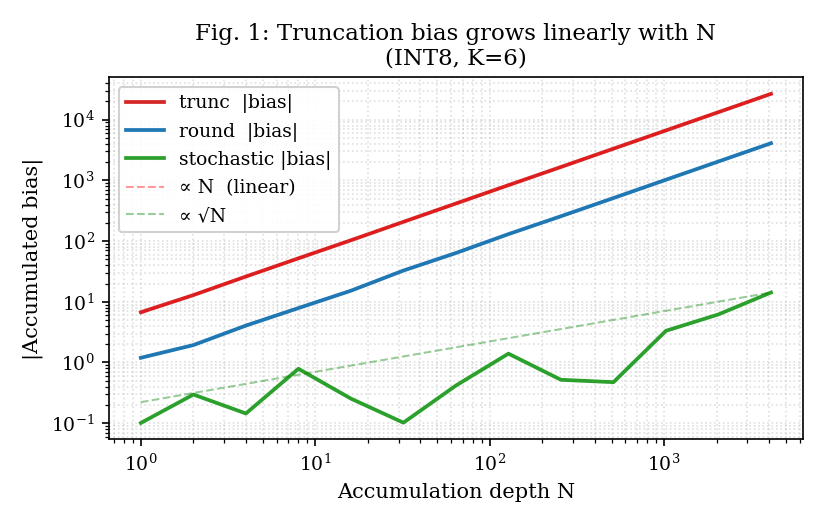 Fig. 1: Truncation bias grows linearly with N
(INT8, K=6)
trunc  |bias|
round  |bias|
stochastic |bias|
∝ N  (linear)
∝ √N
|Accumulated bias|
10⁴
10³
10²
10¹
10⁰
10⁻¹
10⁰ 10¹ 10² 10³
Accumulation depth N